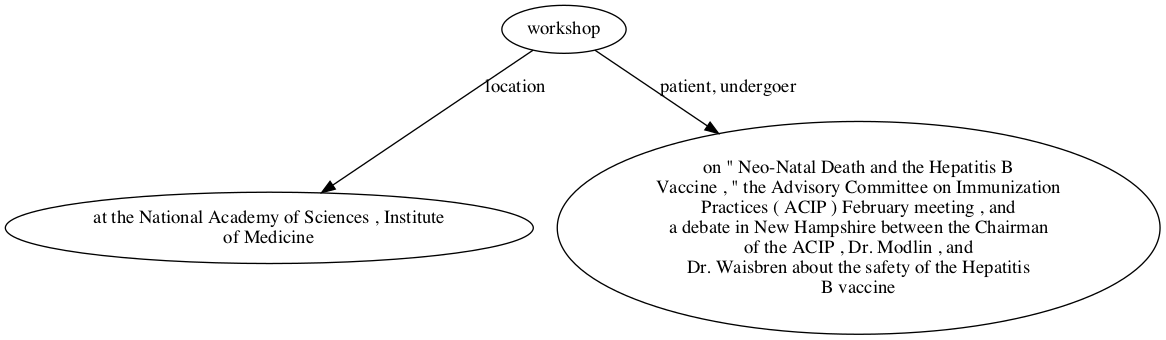 workshop
location
patient, undergoer
at the National Academy of Sciences , Institute
of Medicine
on " Neo-Natal Death and the Hepatitis B
Vaccine , " the Advisory Committee on Immunization
Practices ( ACIP ) February meeting , and
a debate in New Hampshire between the Chairman
of the ACIP , Dr. Modlin , and
Dr. Waisbren about the safety of the Hepatitis
B vaccine